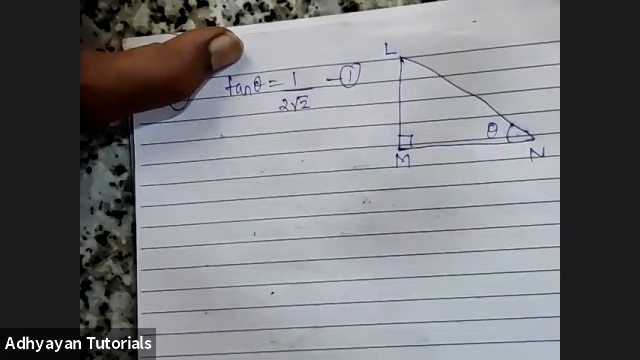 tanθ = 1/2√2 - ①
L
θ
M
N
Adhyayan Tutorials